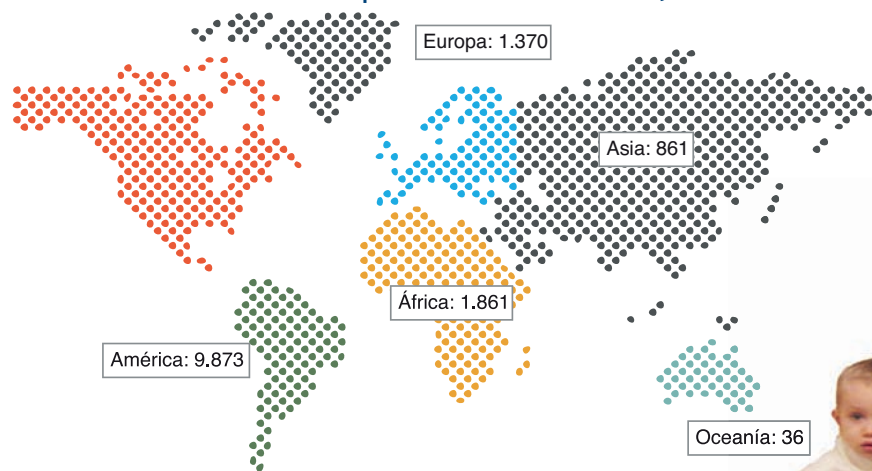 Europa: 1.370
Asia: 861
África: 1.861
América: 9.873
Oceanía: 36